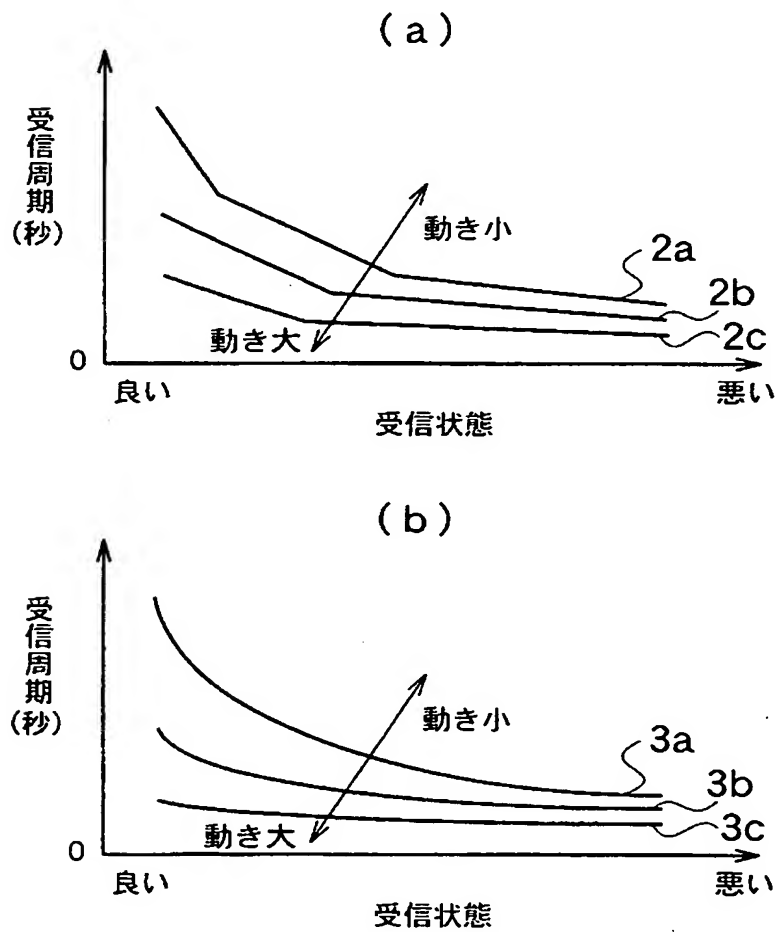 (a)
受信周期
(秒)
動き小
2a
2b
2c
動き大
0
良い
悪い
受信状態
(b)
受信周期
(秒)
動き小
3a
3b
3c
動き大
0
良い
悪い
受信状態